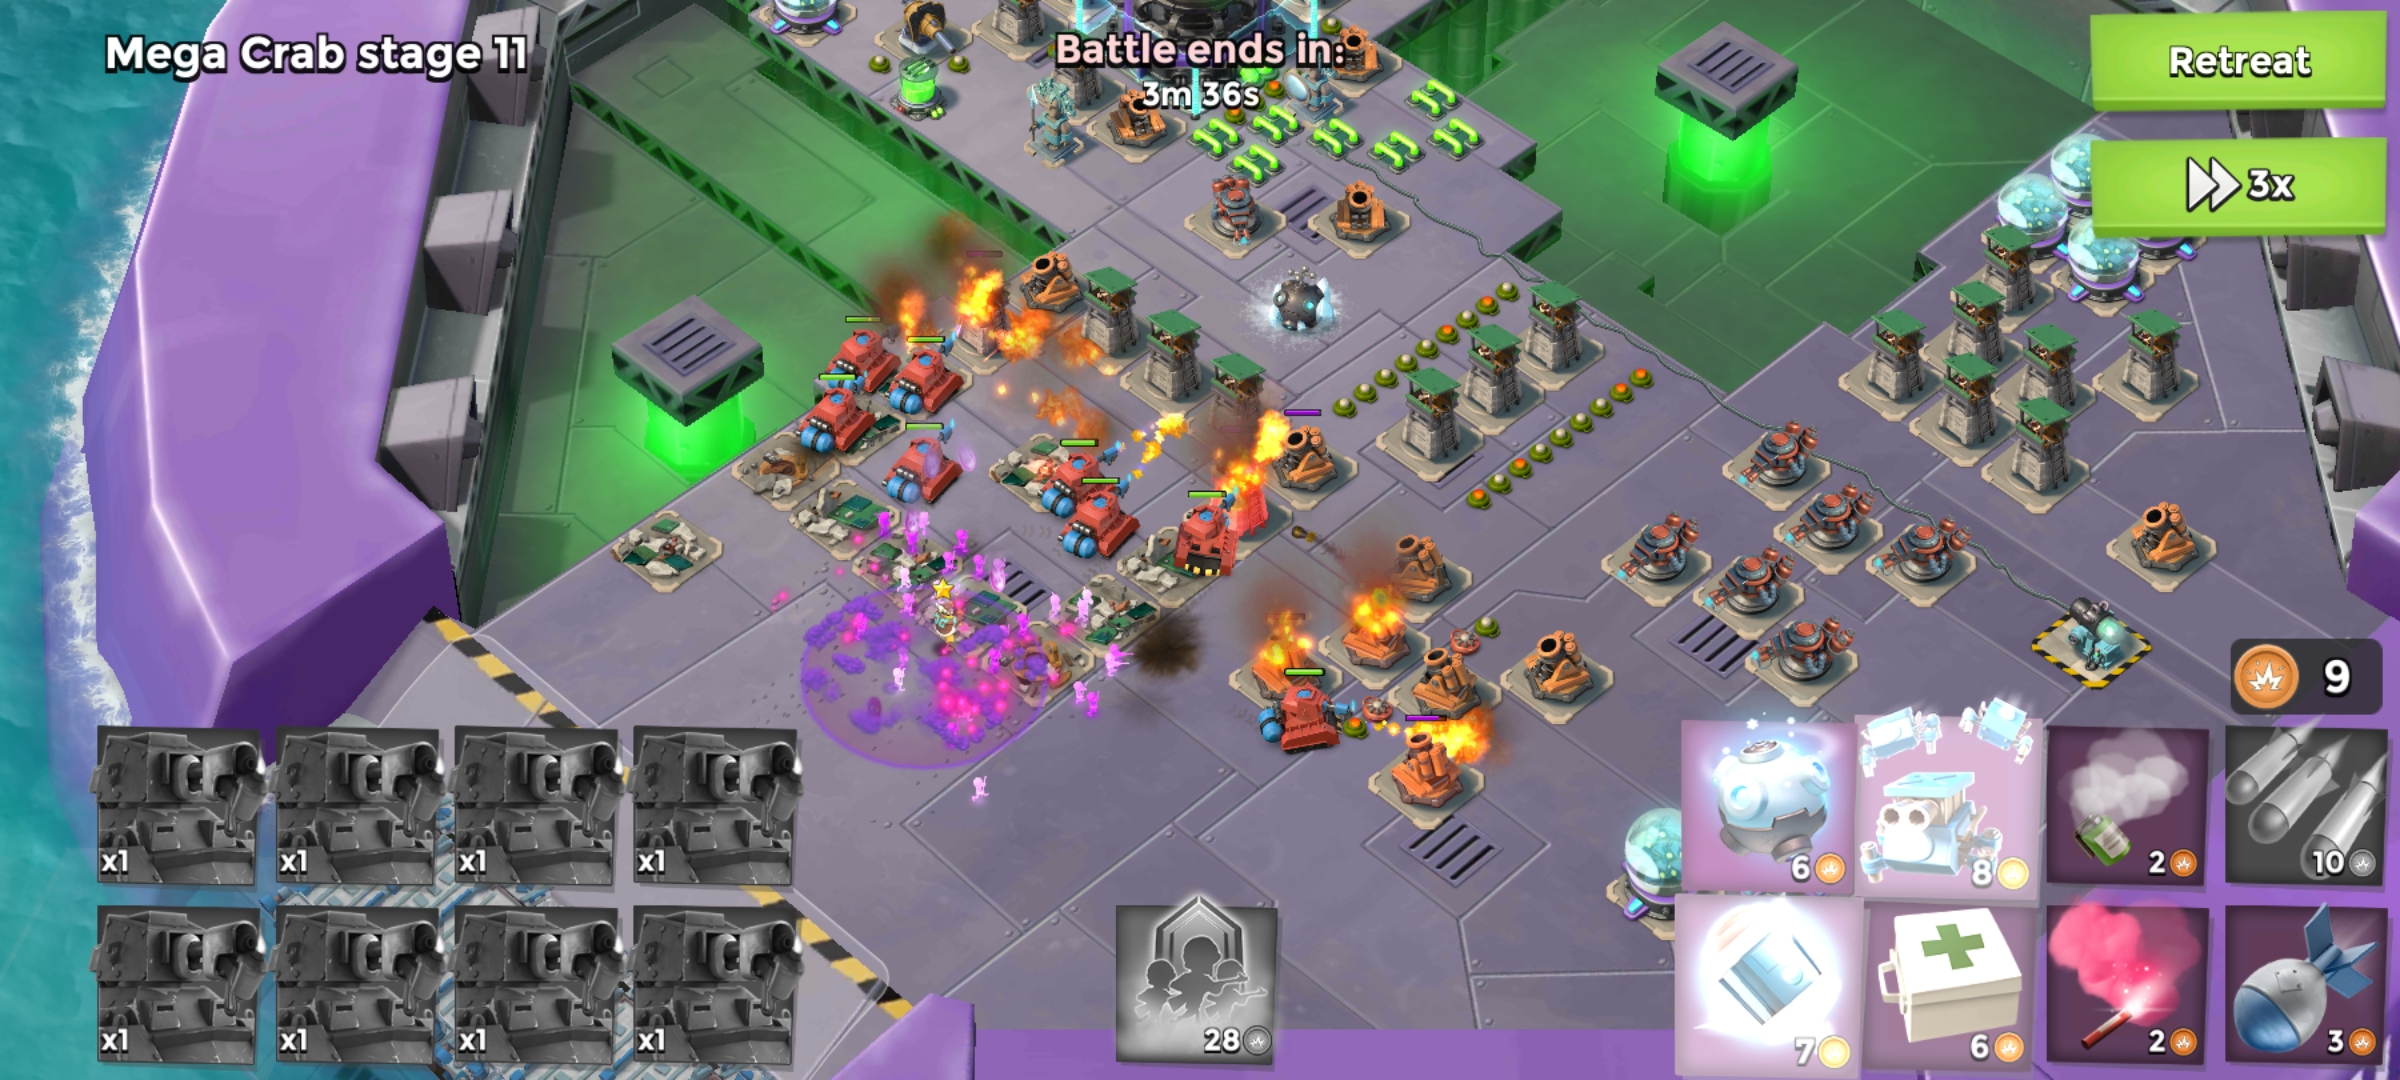 Mega Crab stage 11
Battle ends in:
3m 36s
Retreat
3x
9
x1
x1
x1
x1
6
8
2
10
x1
x1
x1
x1
28
7
6
2
3